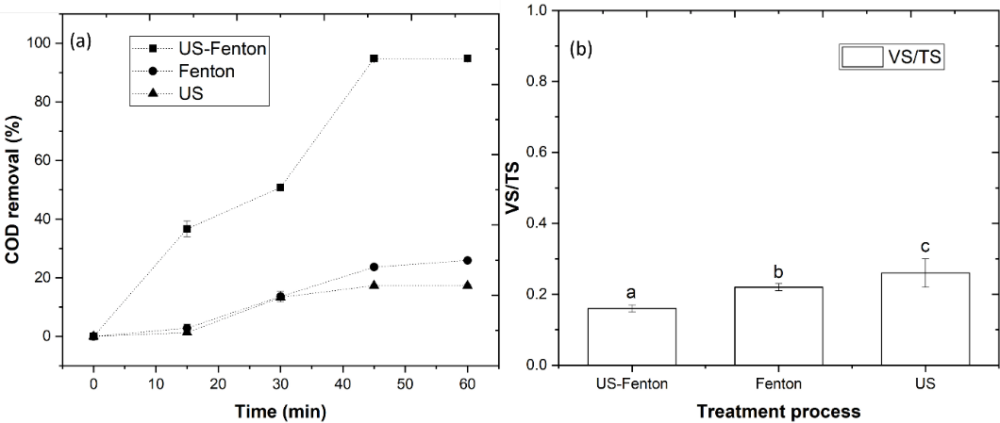 (a)
US-Fenton
Fenton
US
100
80
60
40
20
0
COD removal (%)
0 10 20 30 40 50 60
Time (min)
(b)
VS/TS
1.0
0.8
0.6
0.4
0.2
0.0
VS/TS
a
b
c
US-Fenton Fenton US
Treatment process